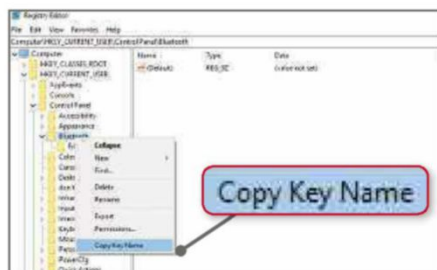 Registry Editor
File Edit View Favorites Help
Computer\HKEY_CURRENT_USER\Control Panel\Bluetooth
Computer
HKEY_CLASSES_ROOT
HKEY_CURRENT_USER
AppEvents
Console
Control Panel
Accessibility
Appearance
Bluetooth
Name Type Data
(Default) REG_SZ (value not set)
Collapse
New
Find...
Delete
Rename
Export
Permissions...
Copy Key Name
PowerCfg
Copy Key Name